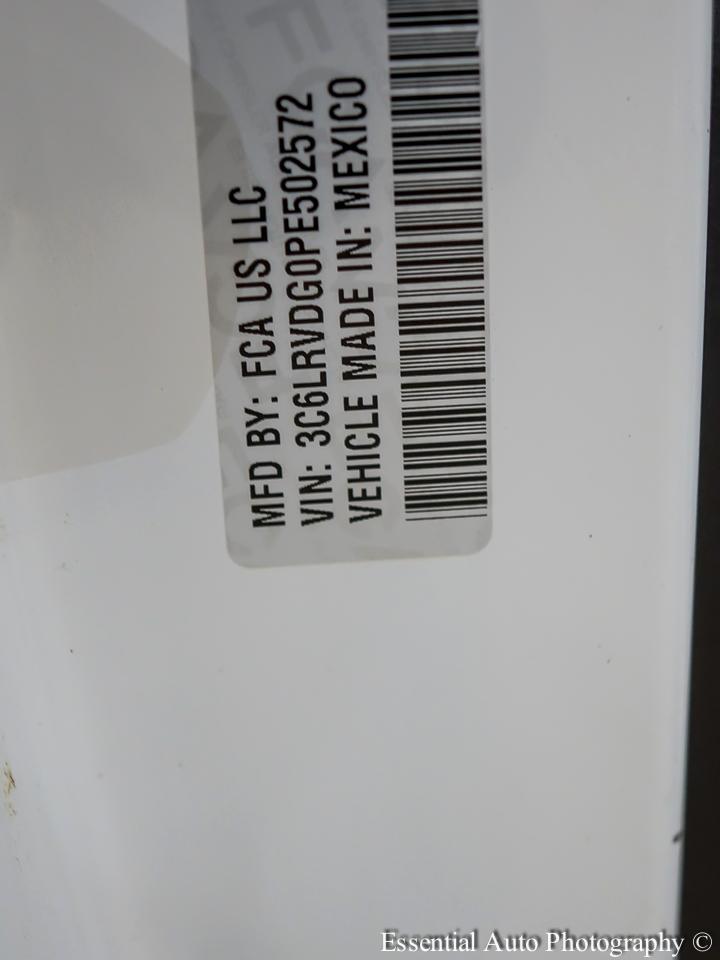 MFD BY: FCA US LLC
VIN: 3C6LRVDG0PE502572
VEHICLE MADE IN: MEXICO
Essential Auto Photography ©